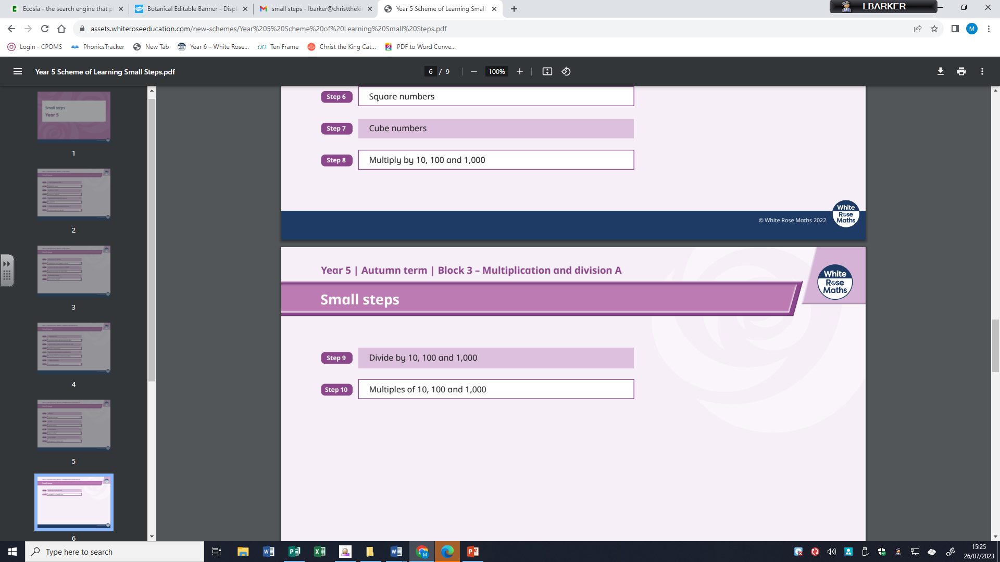 Ecosia - the search engine that p
Botanical Editable Banner - Displ
small steps - lbarker@christtheki
Year 5 Scheme of Learning Small
LBARKER
assets.whiteroseeducation.com/new-schemes/Year%205%20Scheme%20of%20Learning%20Small%20Steps.pdf
M
Login - CPOMS
PhonicsTracker
New Tab
Year 6 – White Rose...
Ten Frame
Christ the King Cat...
PDF to Word Conve...
Year 5 Scheme of Learning Small Steps.pdf
6 / 9
100%
Small steps
Year 5
1
2
3
4
5
6
Step 6 Square numbers
Step 7 Cube numbers
Step 8 Multiply by 10, 100 and 1,000
© White Rose Maths 2022
White
Rose
Maths
Year 5 | Autumn term | Block 3 – Multiplication and division A
Small steps
White
Rose
Maths
Step 9 Divide by 10, 100 and 1,000
Step 10 Multiples of 10, 100 and 1,000
Type here to search
15:25
26/07/2023